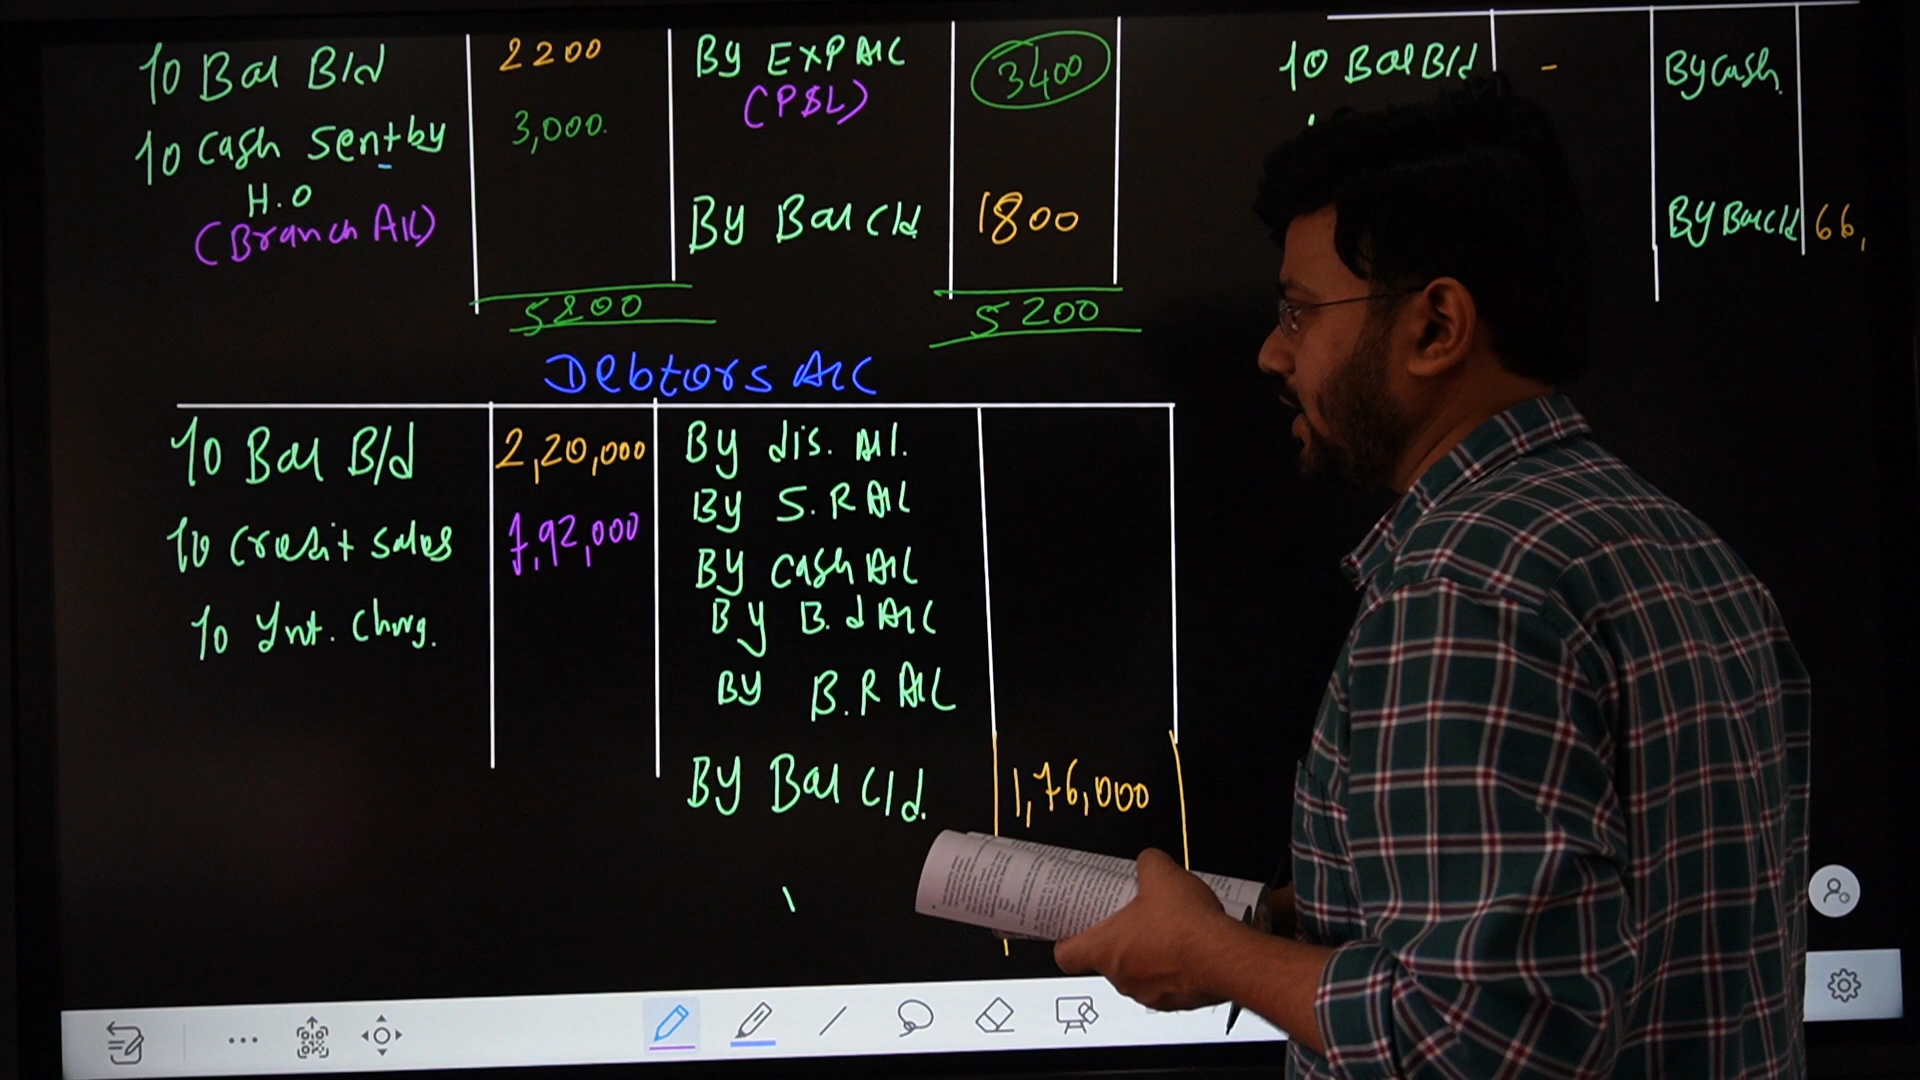 To Bal B/d 2200 By EXP A/c 3400
(P&L)
To Cash Sent by 3,000.
H.O
(Branch A/c)
By Bal C/d 1800
5200 5200
To Bal B/d - By Cash
By Bal C/d 66,
Debtors A/c
To Bal B/d 2,20,000 By dis. A/c.
By S.R A/c
To Credit sales 7,92,000
By Cash A/c
To Int. Chrg. By B.d A/c
By B.R A/c
By Bal C/d. 1,76,000